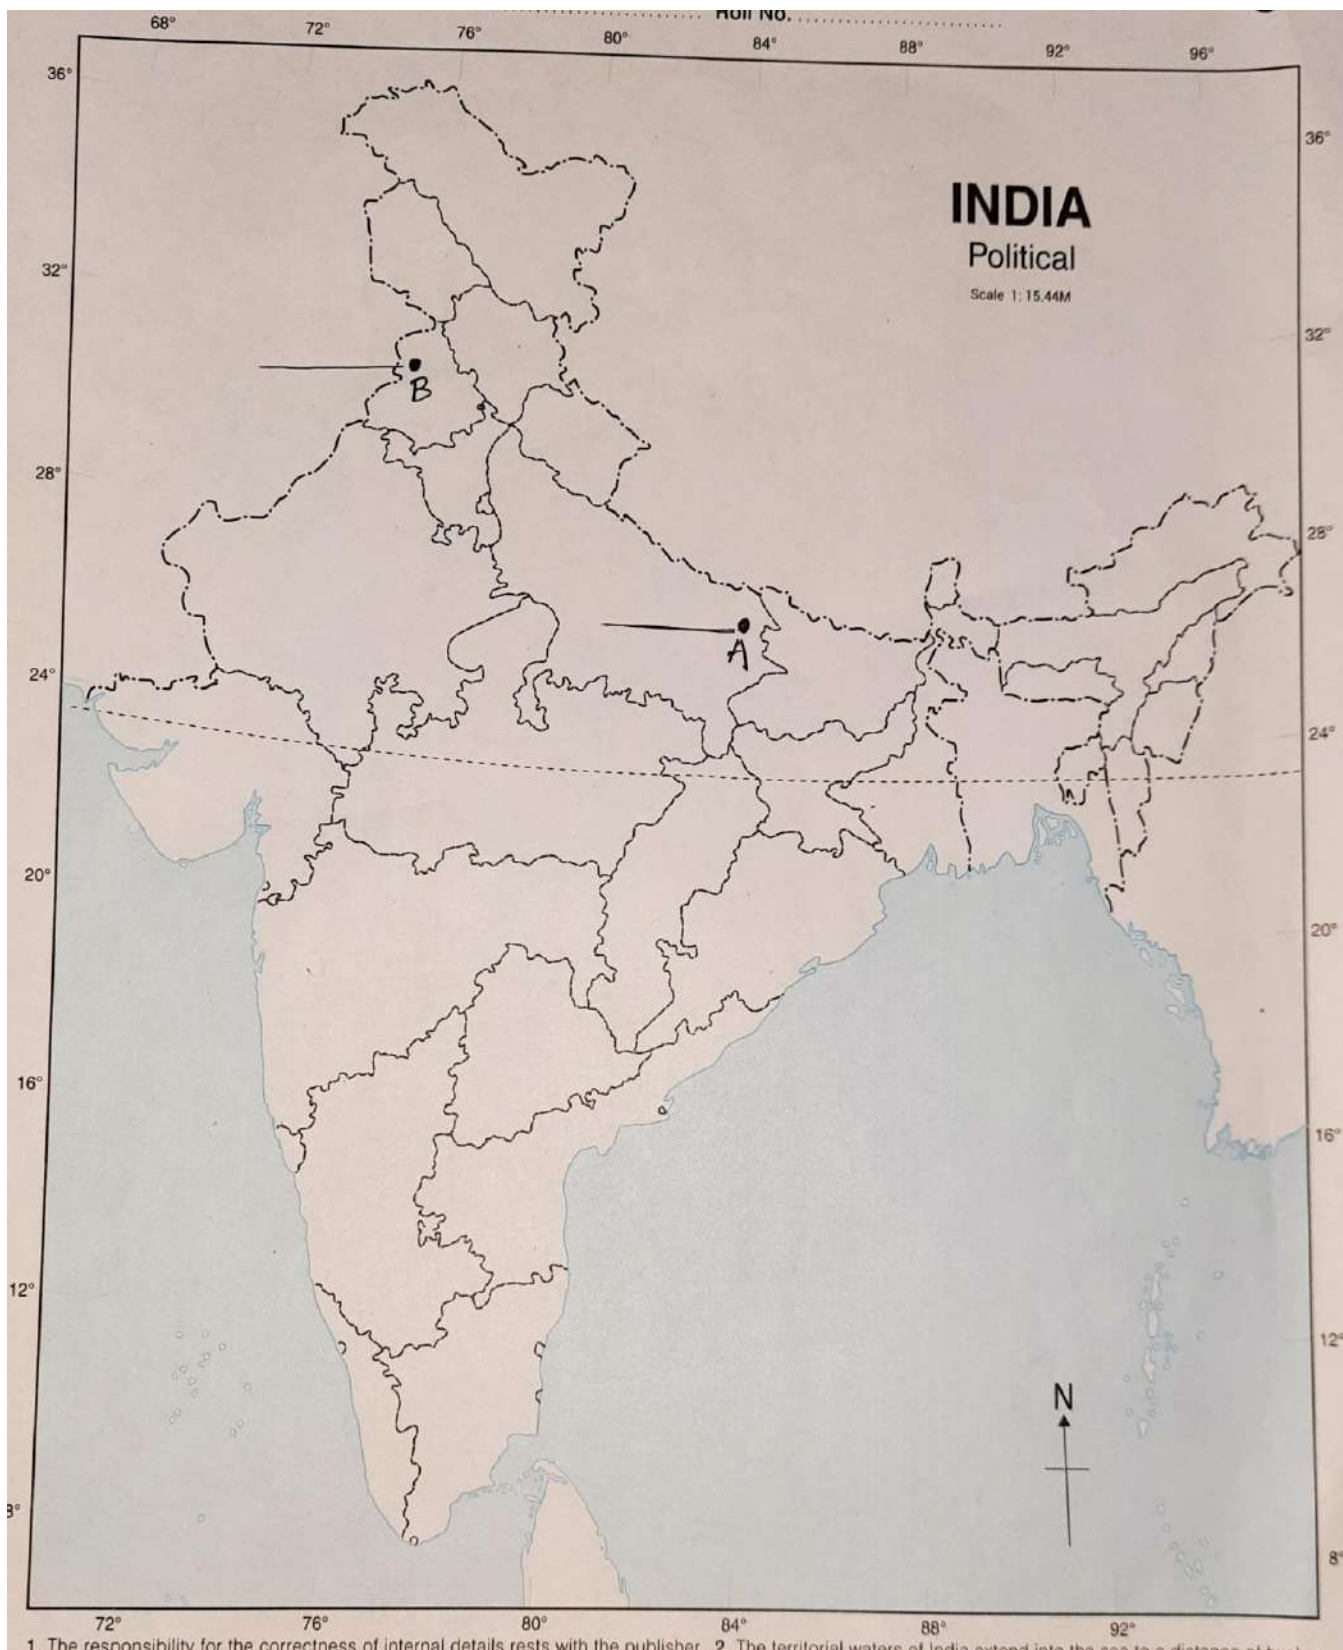 Roll No.
68° 72° 76° 80° 84° 88° 92° 96°
36° 36°
INDIA
Political
Scale 1: 15.44M
32° 32°
B
28° 28°
A
24° 24°
20° 20°
16° 16°
12° 12°
N
8° 8°
72° 76° 80° 84° 88° 92°
1. The responsibility for the correctness of internal details rests with the publisher. 2. The territorial waters of India extend into the sea to a distance of